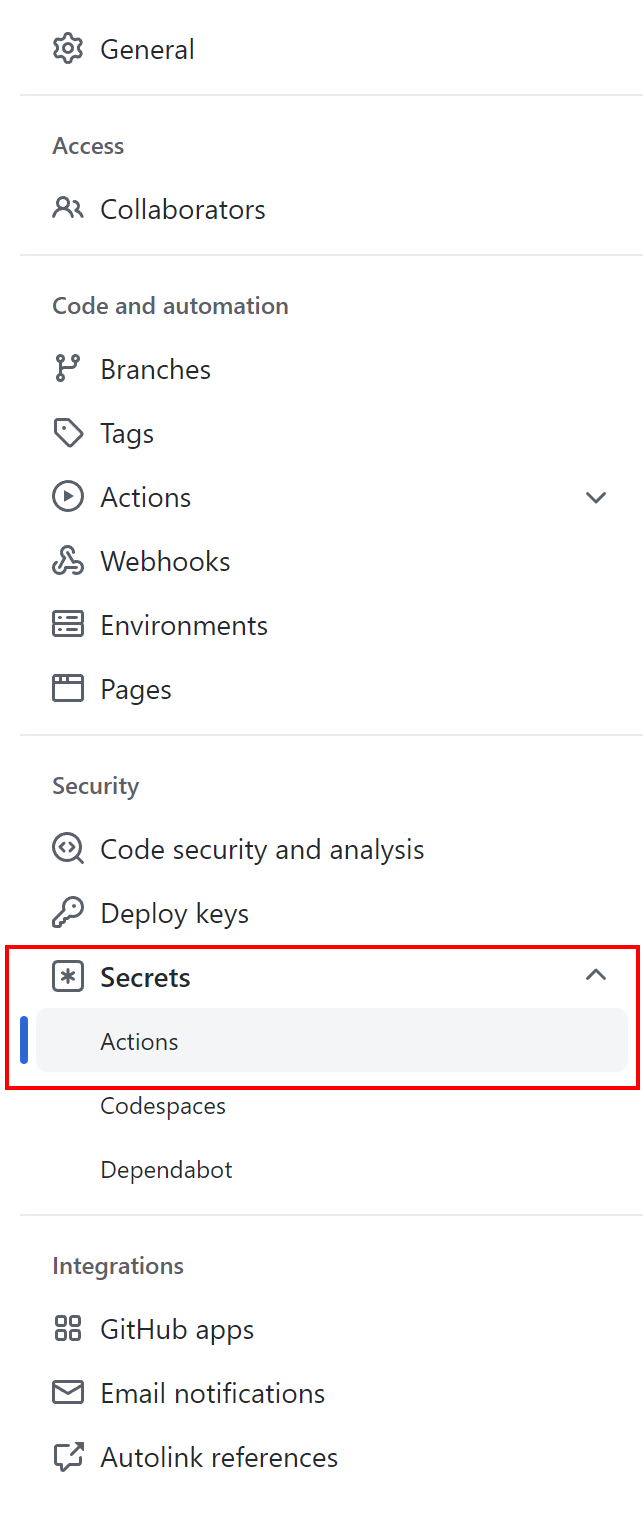 General
Access
Collaborators
Code and automation
Branches
Tags
Actions
Webhooks
Environments
Pages
Security
Code security and analysis
Deploy keys
Secrets
Actions
Codespaces
Dependabot
Integrations
GitHub apps
Email notifications
Autolink references